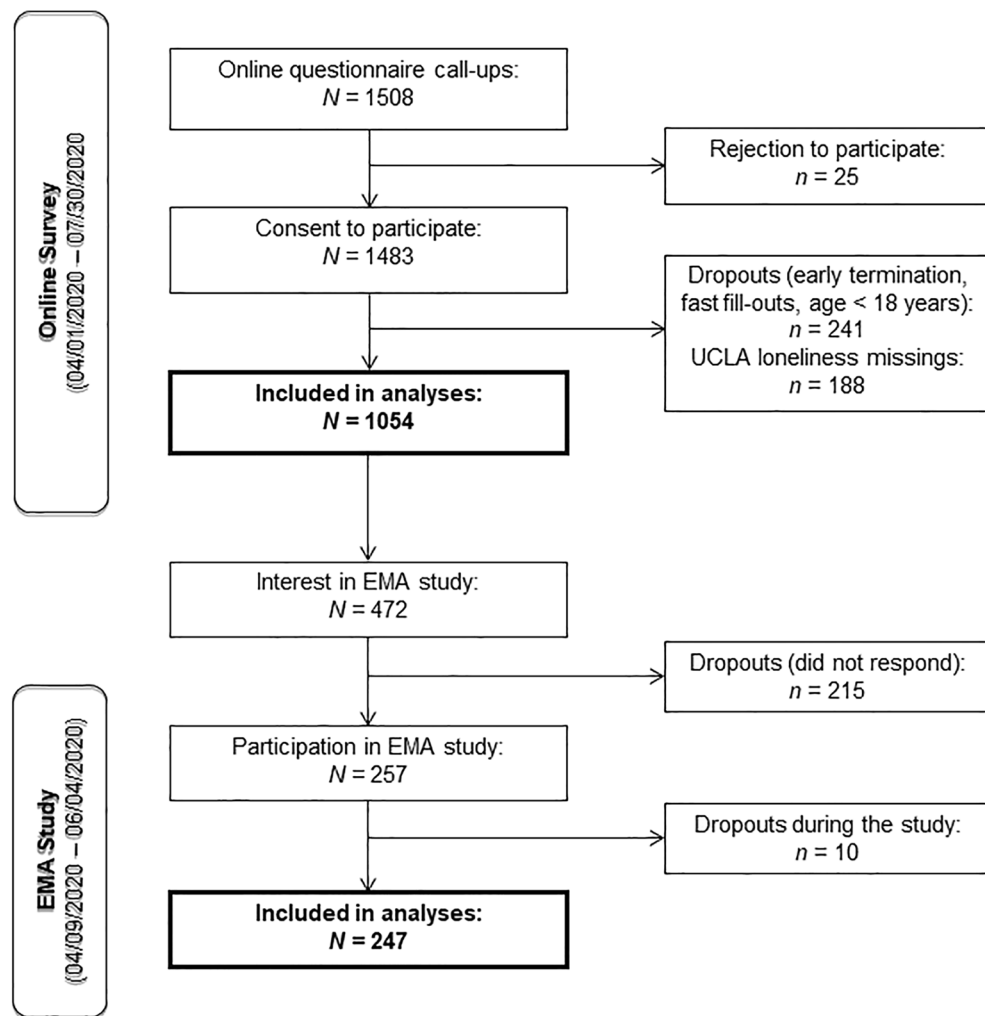 Online Survey
(04/01/2020 – 07/30/2020
Online questionnaire call-ups:
N = 1508
Rejection to participate:
n = 25
Consent to participate:
N = 1483
Dropouts (early termination,
fast fill-outs, age < 18 years):
n = 241
UCLA loneliness missings:
n = 188
Included in analyses:
N = 1054
Interest in EMA study:
N = 472
Dropouts (did not respond):
n = 215
EMA Study
(04/09/2020 – 06/04/2020)
Participation in EMA study:
N = 257
Dropouts during the study:
n = 10
Included in analyses:
N = 247